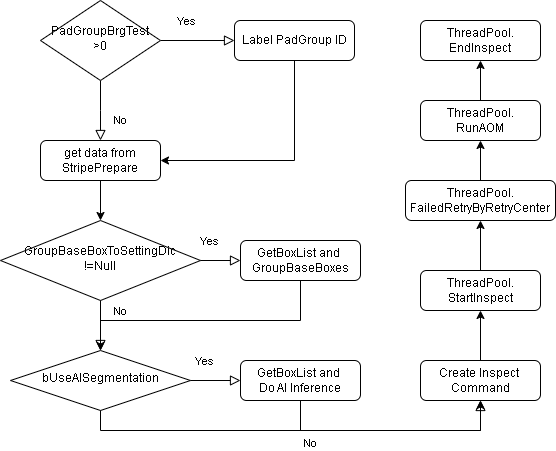 PadGroupBrgTest
>0
Yes
Label PadGroup ID
No
get data from
StripePrepare
GroupBaseBoxToSettingDic
!=Null
Yes
GetBoxList and
GroupBaseBoxes
No
bUseAISegmentation
Yes
GetBoxList and
Do AI Inference
No
Create Inspect
Command
ThreadPool.
StartInspect
ThreadPool.
FailedRetryByRetryCenter
ThreadPool.
RunAOM
ThreadPool.
EndInspect